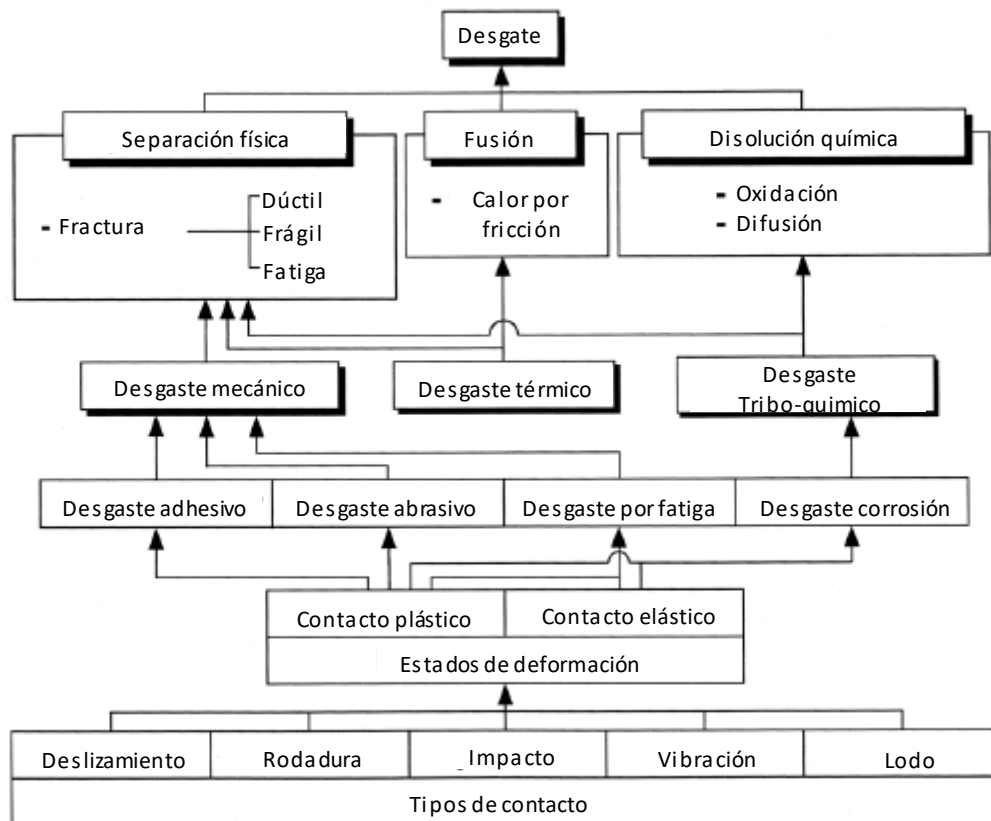 Desgate
Separación física
Fusión
Disolución química
- Fractura
Dúctil
Frágil
Fatiga
- Calor por
fricción
- Oxidación
- Difusión
Desgaste mecánico
Desgaste térmico
Desgaste
Tribo-quimico
Desgaste adhesivo
Desgaste abrasivo
Desgaste por fatiga
Desgaste corrosión
Contacto plástico
Contacto elástico
Estados de deformación
Deslizamiento
Rodadura
Impacto
Vibración
Lodo
Tipos de contacto